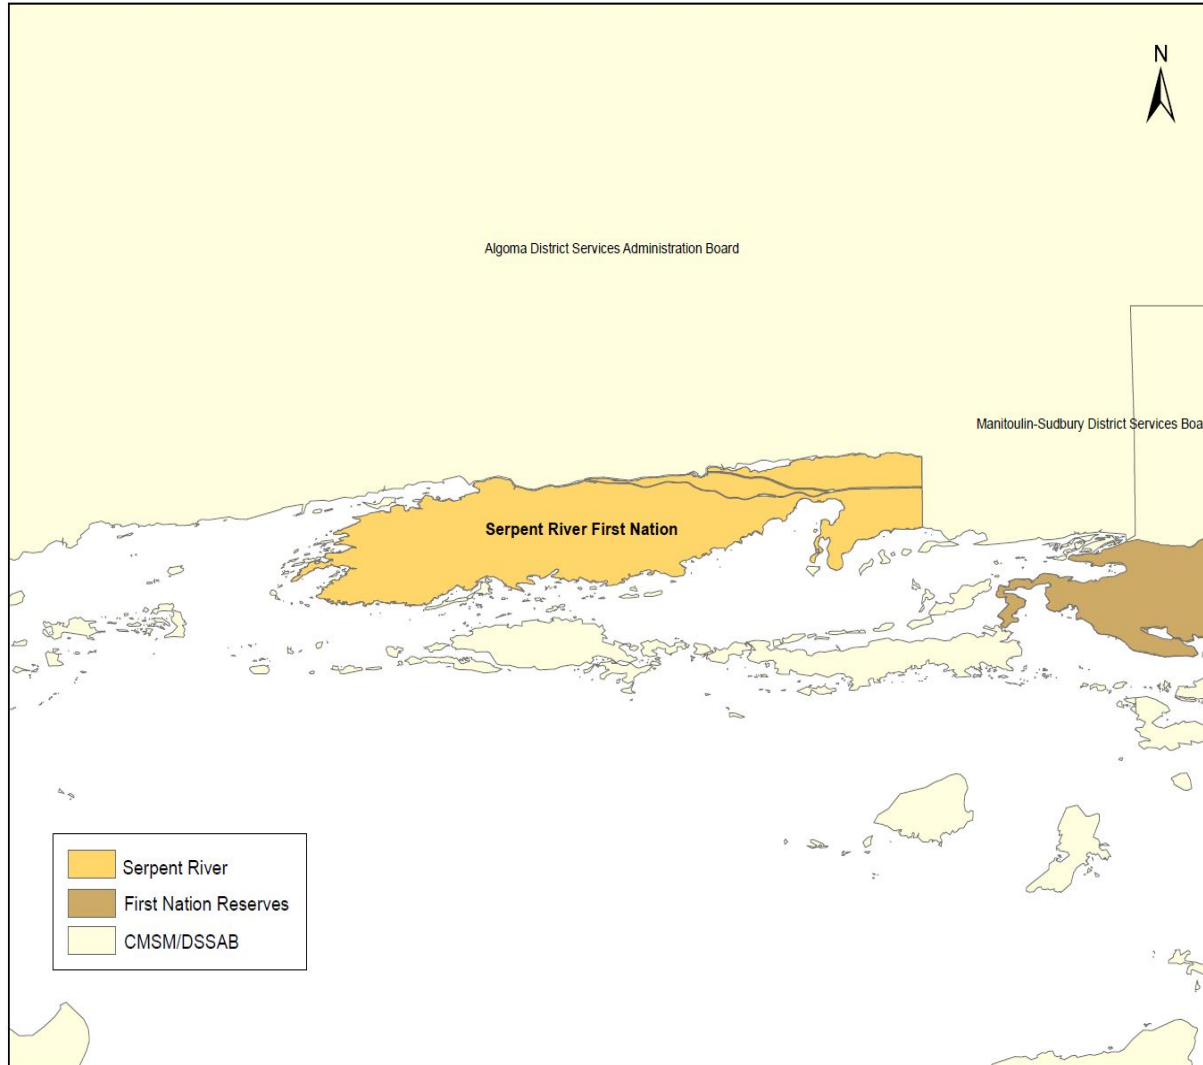 N
Algoma District Services Administration Board
Manitoulin-Sudbury District Services Boa
Serpent River First Nation
Serpent River
First Nation Reserves
CMSM/DSSAB